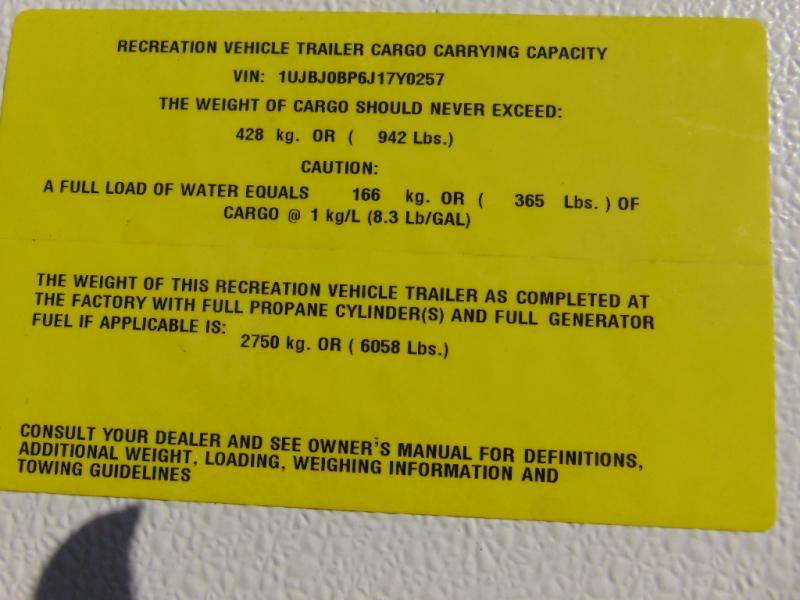 RECREATION VEHICLE TRAILER CARGO CARRYING CAPACITY
VIN: 1UJBJ0BP6J17Y0257
THE WEIGHT OF CARGO SHOULD NEVER EXCEED:
428 kg. OR ( 942 Lbs.)
CAUTION:
A FULL LOAD OF WATER EQUALS 166 kg. OR ( 365 Lbs. ) OF
CARGO @ 1 kg/L (8.3 Lb/GAL)
THE WEIGHT OF THIS RECREATION VEHICLE TRAILER AS COMPLETED AT
THE FACTORY WITH FULL PROPANE CYLINDER(S) AND FULL GENERATOR
FUEL IF APPLICABLE IS:
2750 kg. OR ( 6058 Lbs.)
CONSULT YOUR DEALER AND SEE OWNER'S MANUAL FOR DEFINITIONS,
ADDITIONAL WEIGHT, LOADING, WEIGHING INFORMATION AND
TOWING GUIDELINES